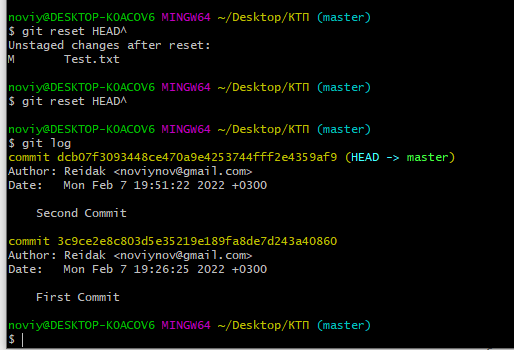 noviy@DESKTOP-KOACOV6 MINGW64 ~/Desktop/КТП (master)
$ git reset HEAD^
Unstaged changes after reset:
M       Test.txt

noviy@DESKTOP-KOACOV6 MINGW64 ~/Desktop/КТП (master)
$ git reset HEAD^

noviy@DESKTOP-KOACOV6 MINGW64 ~/Desktop/КТП (master)
$ git log
commit dcb07f3093448ce470a9e4253744fff2e4359af9 (HEAD -> master)
Author: Reidak <noviynov@gmail.com>
Date:   Mon Feb 7 19:51:22 2022 +0300

    Second Commit

commit 3c9ce2e8c803d5e35219e189fa8de7d243a40860
Author: Reidak <noviynov@gmail.com>
Date:   Mon Feb 7 19:26:25 2022 +0300

    First Commit

noviy@DESKTOP-KOACOV6 MINGW64 ~/Desktop/КТП (master)
$